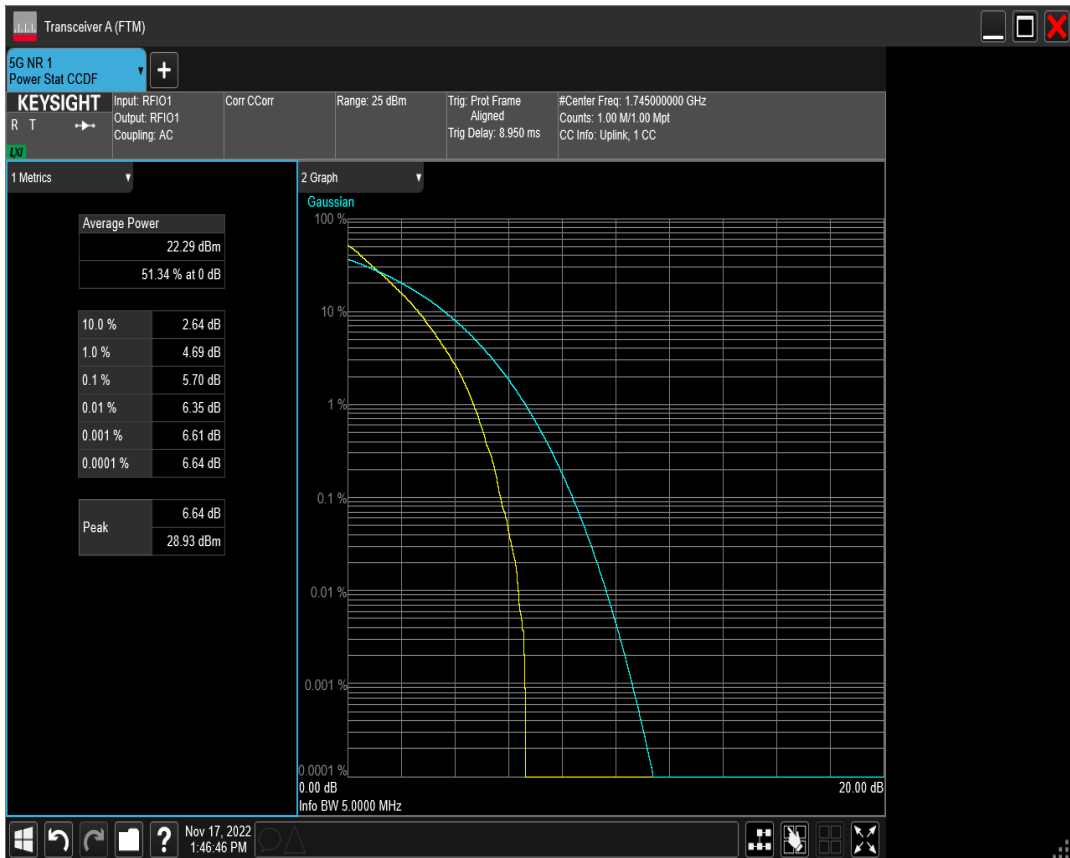 Transceiver A (FTM)
5G NR 1
Power Stat CCDF
KEYSIGHT
R T
LXI
Input: RFIO1
Output: RFIO1
Coupling: AC
Corr CCorr
Range: 25 dBm
Trig: Prot Frame
Aligned
Trig Delay: 8.950 ms
#Center Freq: 1.745000000 GHz
Counts: 1.00 M/1.00 Mpt
CC Info: Uplink, 1 CC
1 Metrics
Average Power
22.29 dBm
51.34 % at 0 dB
10.0 % 2.64 dB
1.0 % 4.69 dB
0.1 % 5.70 dB
0.01 % 6.35 dB
0.001 % 6.61 dB
0.0001 % 6.64 dB
Peak
6.64 dB
28.93 dBm
2 Graph
Gaussian
100 %
10 %
1 %
0.1 %
0.01 %
0.001 %
0.0001 %
0.00 dB 20.00 dB
Info BW 5.0000 MHz
?
Nov 17, 2022
1:46:46 PM